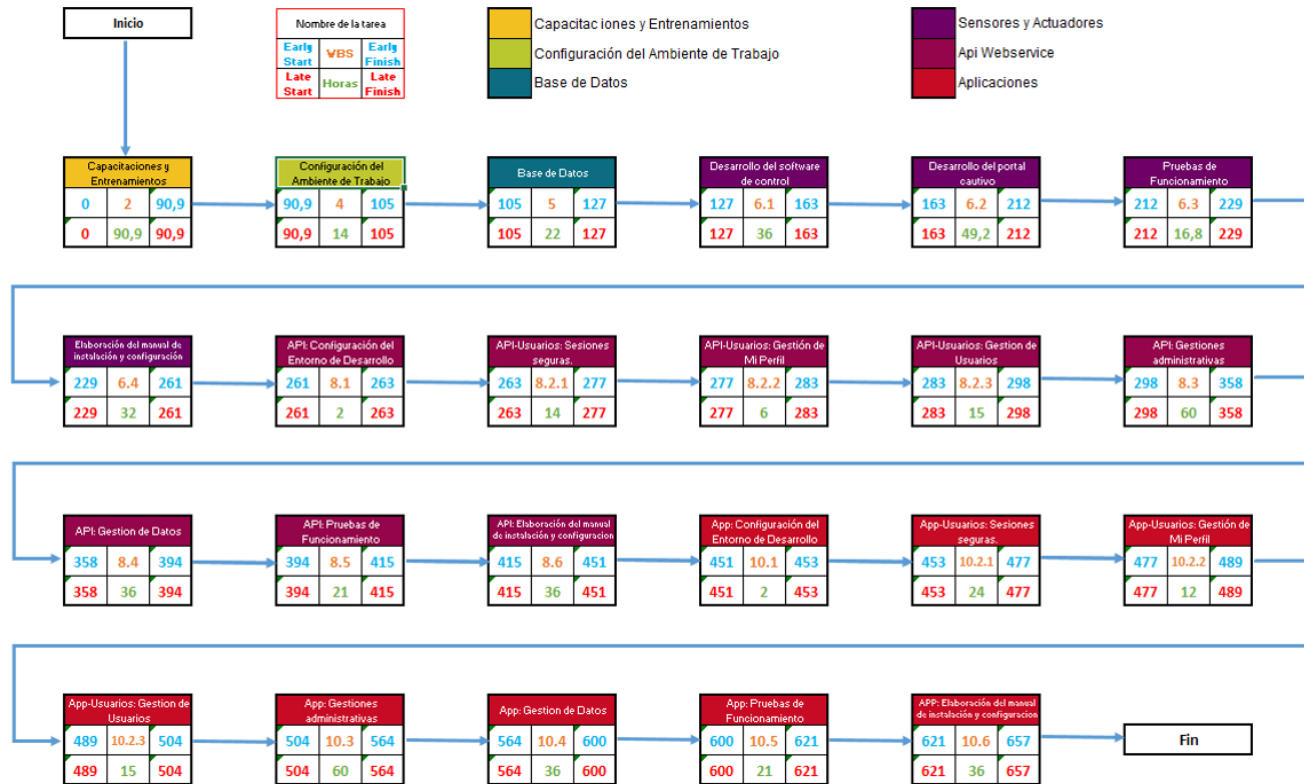 Inicio
Nombre de la tarea
Early Start WBS Early Finish
Late Start Horas Late Finish
Capacitaciones y Entrenamientos
Configuración del Ambiente de Trabajo
Base de Datos
Sensores y Actuadores
Api Webservice
Aplicaciones
Capacitaciones y
Entrenamientos
0 2 90,9
0 90,9 90,9
Configuración del
Ambiente de Trabajo
90,9 4 105
90,9 14 105
Base de Datos
105 5 127
105 22 127
Desarrollo del software
de control
127 6.1 163
127 36 163
Desarrollo del portal
cautivo
163 6.2 212
163 49,2 212
Pruebas de
Funcionamiento
212 6.3 229
212 16,8 229
Elaboración del manual de
instalación y configuración
229 6.4 261
229 32 261
API: Configuración del
Entorno de Desarrollo
261 8.1 263
261 2 263
API-Usuarios: Sesiones
seguras.
263 8.2.1 277
263 14 277
API-Usuarios: Gestión de
Mi Perfil
277 8.2.2 283
277 6 283
API-Usuarios: Gestion de
Usuarios
283 8.2.3 298
283 15 298
API: Gestiones
administrativas
298 8.3 358
298 60 358
API: Gestion de Datos
358 8.4 394
358 36 394
API: Pruebas de
Funcionamiento
394 8.5 415
394 21 415
API: Elaboración del manual
de instalación y configuracion
415 8.6 451
415 36 451
App: Configuración del
Entorno de Desarrollo
451 10.1 453
451 2 453
App-Usuarios: Sesiones
seguras.
453 10.2.1 477
453 24 477
App-Usuarios: Gestión de
Mi Perfil
477 10.2.2 489
477 12 489
App-Usuarios: Gestion de
Usuarios
489 10.2.3 504
489 15 504
App: Gestiones
administrativas
504 10.3 564
504 60 564
App: Gestion de Datos
564 10.4 600
564 36 600
App: Pruebas de
Funcionamiento
600 10.5 621
600 21 621
APP: Elaboración del manual
de instalación y configuracion
621 10.6 657
621 36 657
Fin